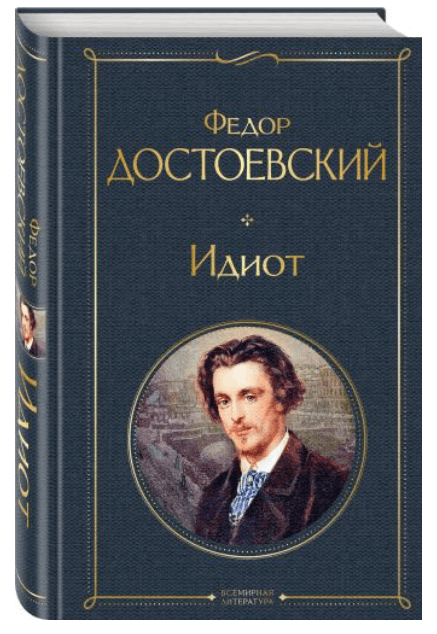 Федор
ДОСТОЕВСКИЙ
Идиот
ВСЕМИРНАЯ
ЛИТЕРАТУРА
ФЕДОР
ДОСТОЕВСКИЙ
ИДИОТ